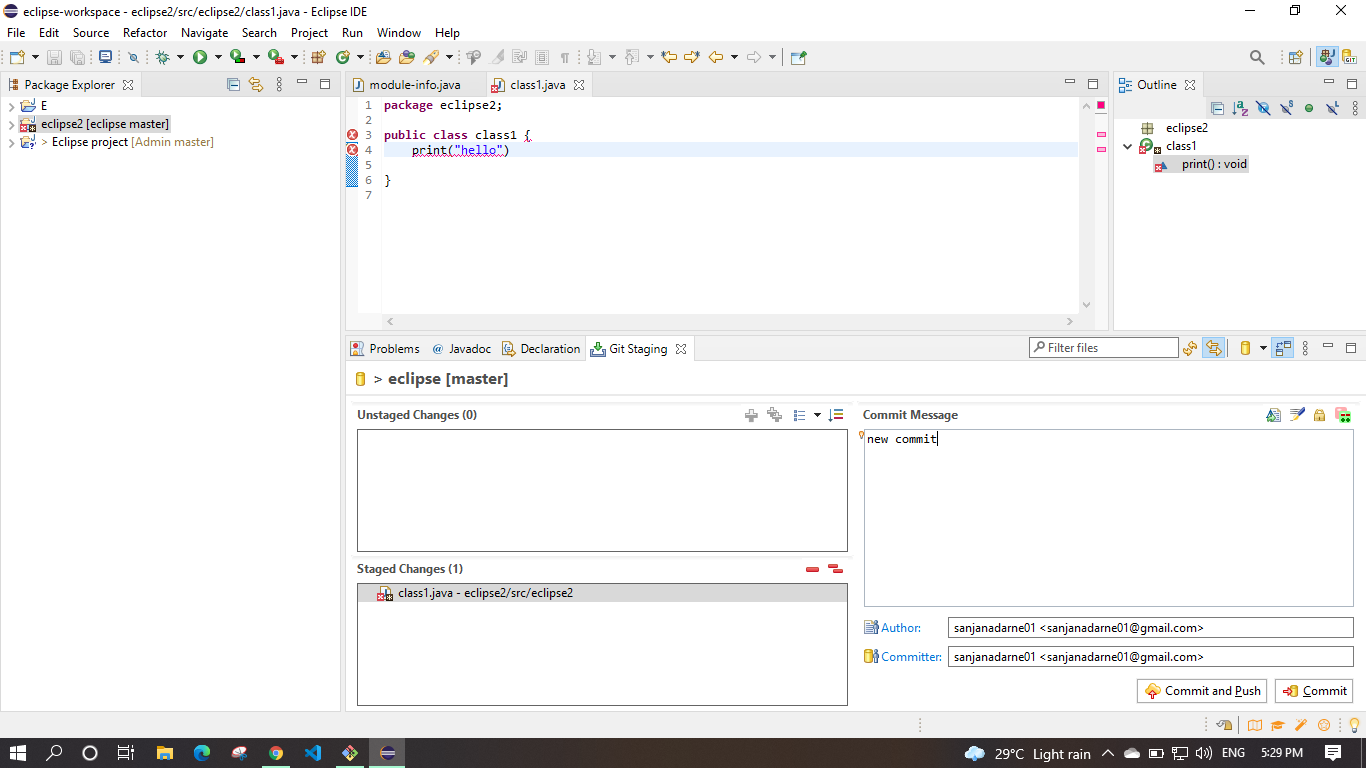 eclipse-workspace - eclipse2/src/eclipse2/class1.java - Eclipse IDE
File Edit Source Refactor Navigate Search Project Run Window Help
Package Explorer
E
eclipse2 [eclipse master]
> Eclipse project [Admin master]
module-info.java class1.java
1 package eclipse2;
2
3 public class class1 {
4 print("hello")
5
6 }
7
Outline
eclipse2
class1
print() : void
Problems @ Javadoc Declaration Git Staging
Filter files
> eclipse [master]
Unstaged Changes (0)
Staged Changes (1)
class1.java - eclipse2/src/eclipse2
Commit Message
new commit
Author: sanjanadarne01 <sanjanadarne01@gmail.com>
Committer: sanjanadarne01 <sanjanadarne01@gmail.com>
Commit and Push Commit
29°C Light rain ENG 5:29 PM